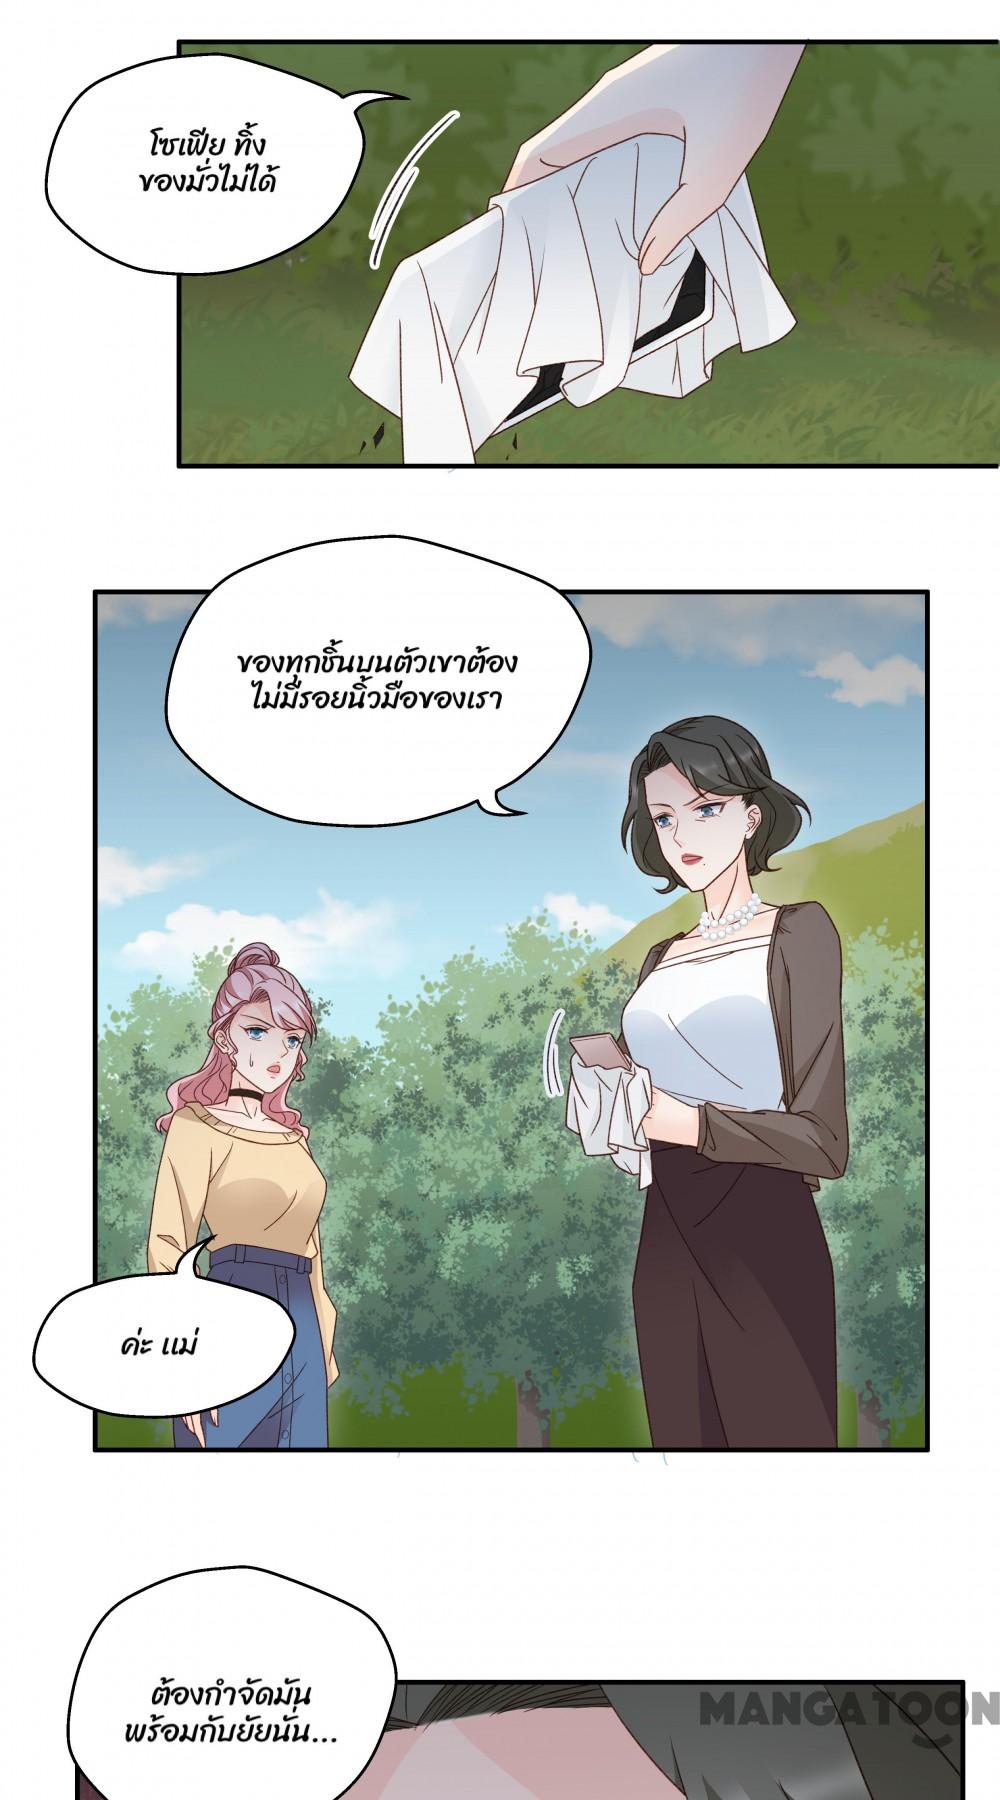 โซเฟีย ทิ้ง
ของมั่วไม่ได้
ของทุกชิ้นบนตัวเขาต้อง
ไม่มีรอยนิ้วมือของเรา
ค่ะ แม่
ต้องกำจัดมัน
พร้อมกับยัยนั่น...
MANGATOON